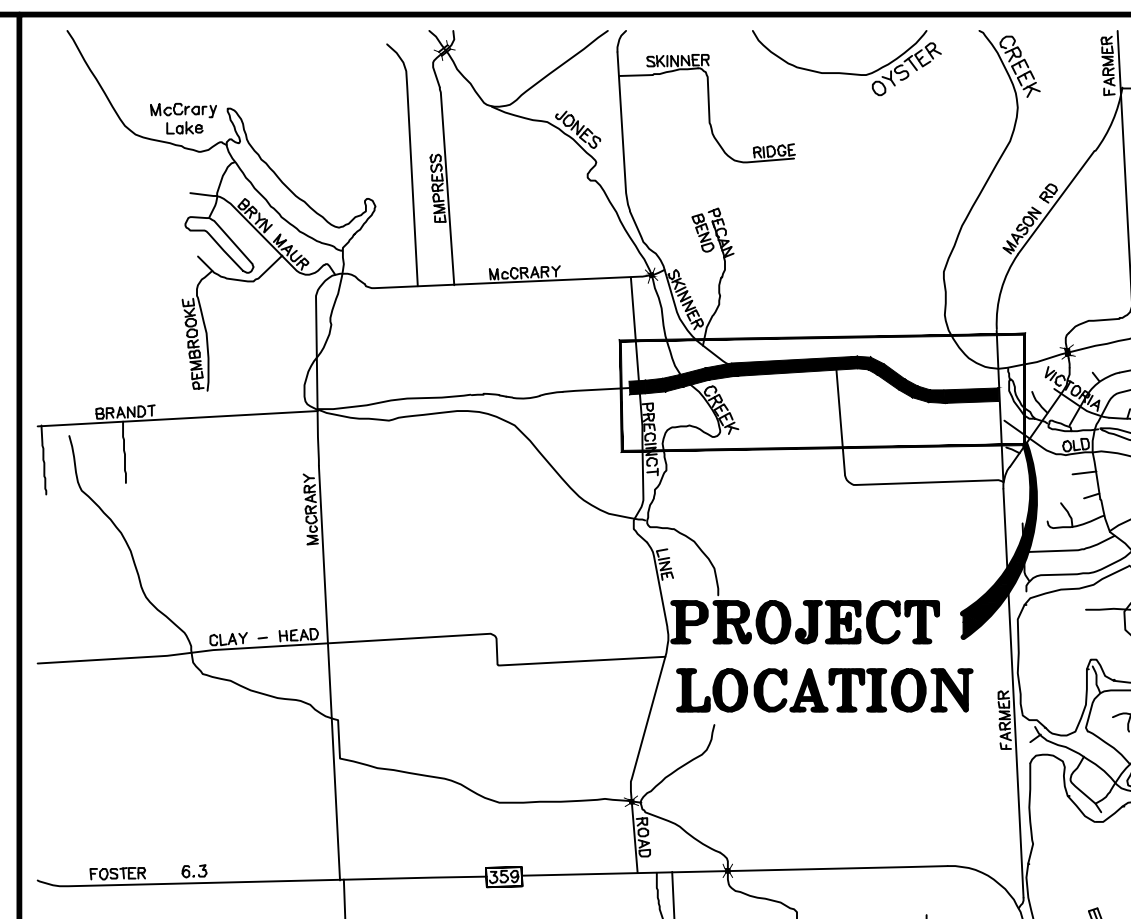 SKINNER
OYSTER
CREEK
FARMER
McCrary
Lake
JONES
RIDGE
EMPRESS
BRYN MAUR
MASON RD
PECAN
BEND
McCRARY
SKINNER
PEMBROOKE
VICTORIA
BRANDT
CREEK
PRECINCT
OLD
McCRARY
LINE
PROJECT
LOCATION
CLAY - HEAD
FARMER
ROAD
FOSTER 6.3
359